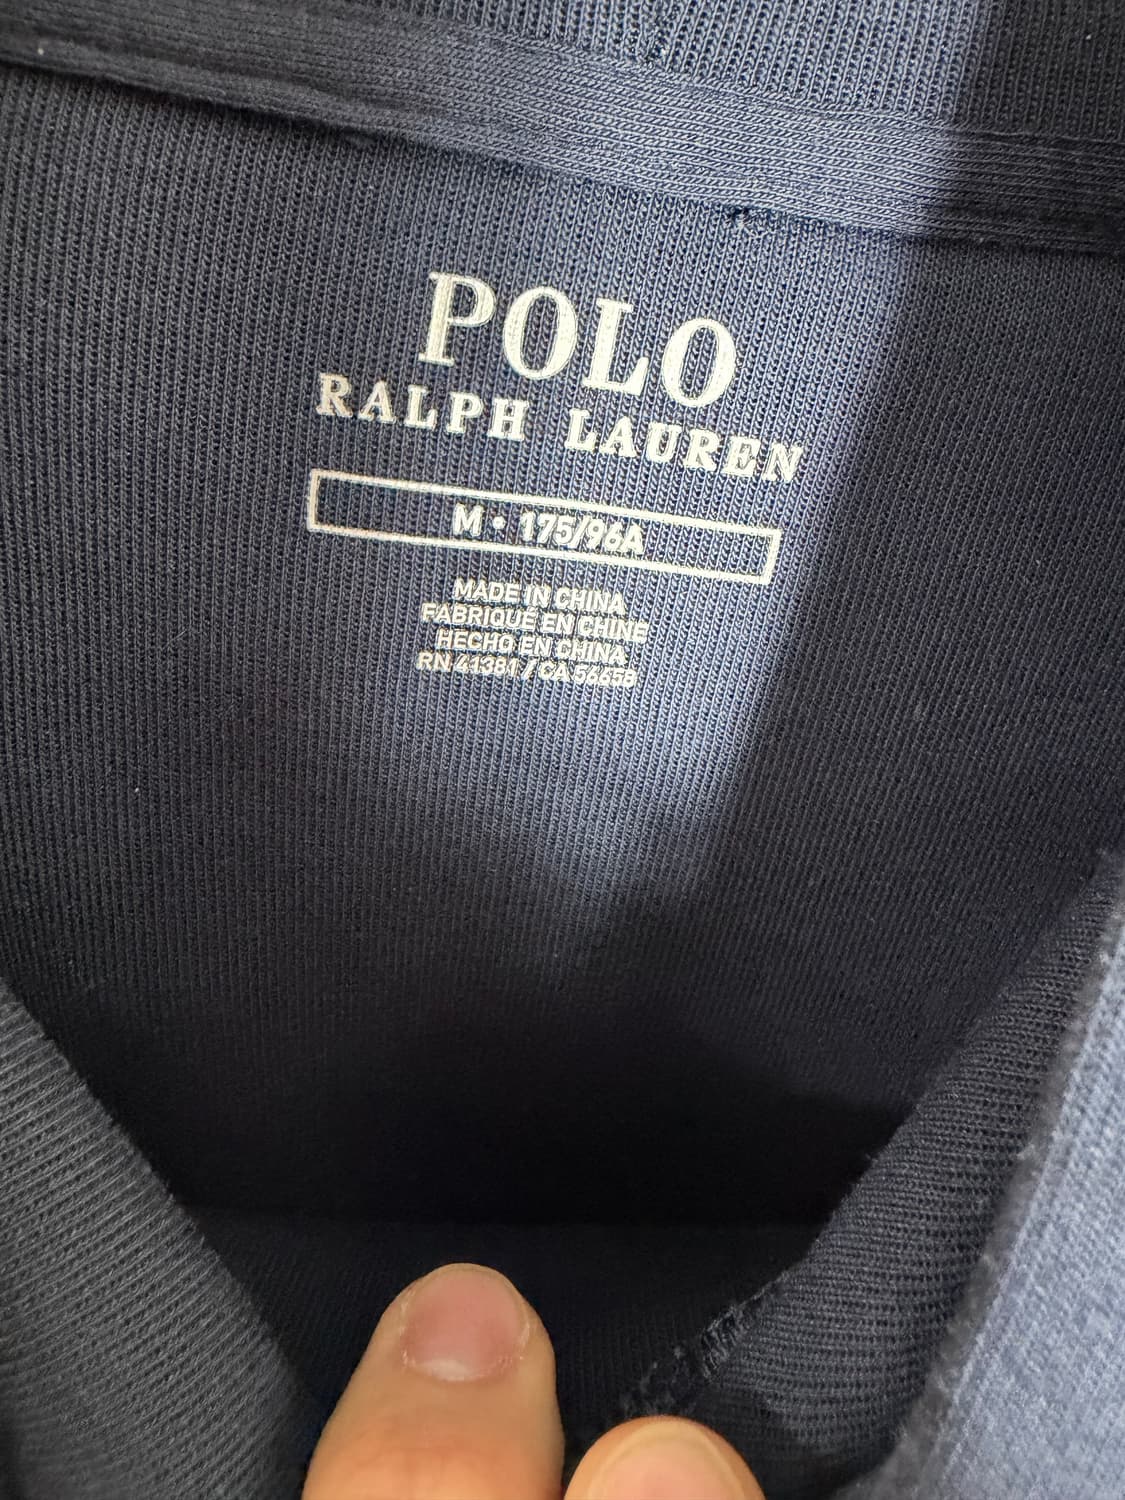 POLO
RALPH LAUREN
M • 175/96A
MADE IN CHINA
FABRIQUÉ EN CHINE
HECHO EN CHINA
RN 41381 / CA 56658